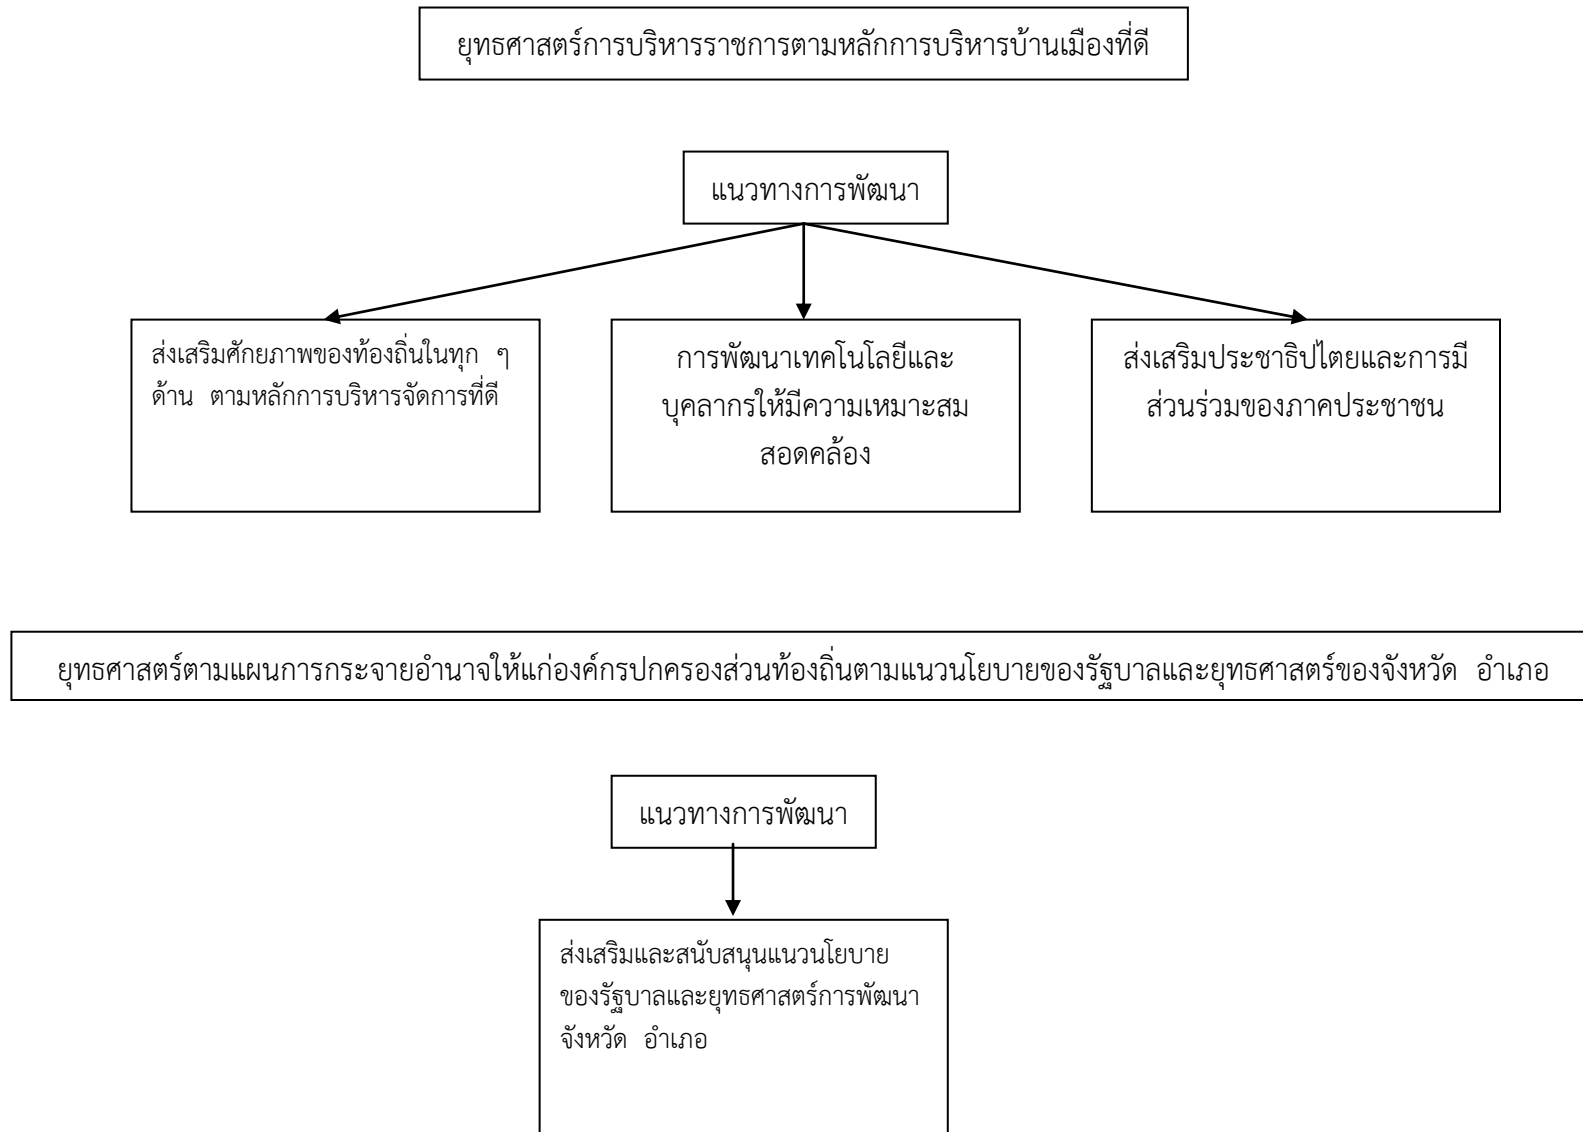 ยุทธศาสตร์การบริหารราชการตามหลักการบริหารบ้านเมืองที่ดี
แนวทางการพัฒนา
ส่งเสริมศักยภาพของท้องถิ่นในทุก ๆ
ด้าน ตามหลักการบริหารจัดการที่ดี
การพัฒนาเทคโนโลยีและ
บุคลากรให้มีความเหมาะสม
สอดคล้อง
ส่งเสริมประชาธิปไตยและการมี
ส่วนร่วมของภาคประชาชน
ยุทธศาสตร์ตามแผนการกระจายอำนาจให้แก่องค์กรปกครองส่วนท้องถิ่นตามแนวนโยบายของรัฐบาลและยุทธศาสตร์ของจังหวัด อำเภอ
แนวทางการพัฒนา
ส่งเสริมและสนับสนุนแนวนโยบาย
ของรัฐบาลและยุทธศาสตร์การพัฒนา
จังหวัด อำเภอ